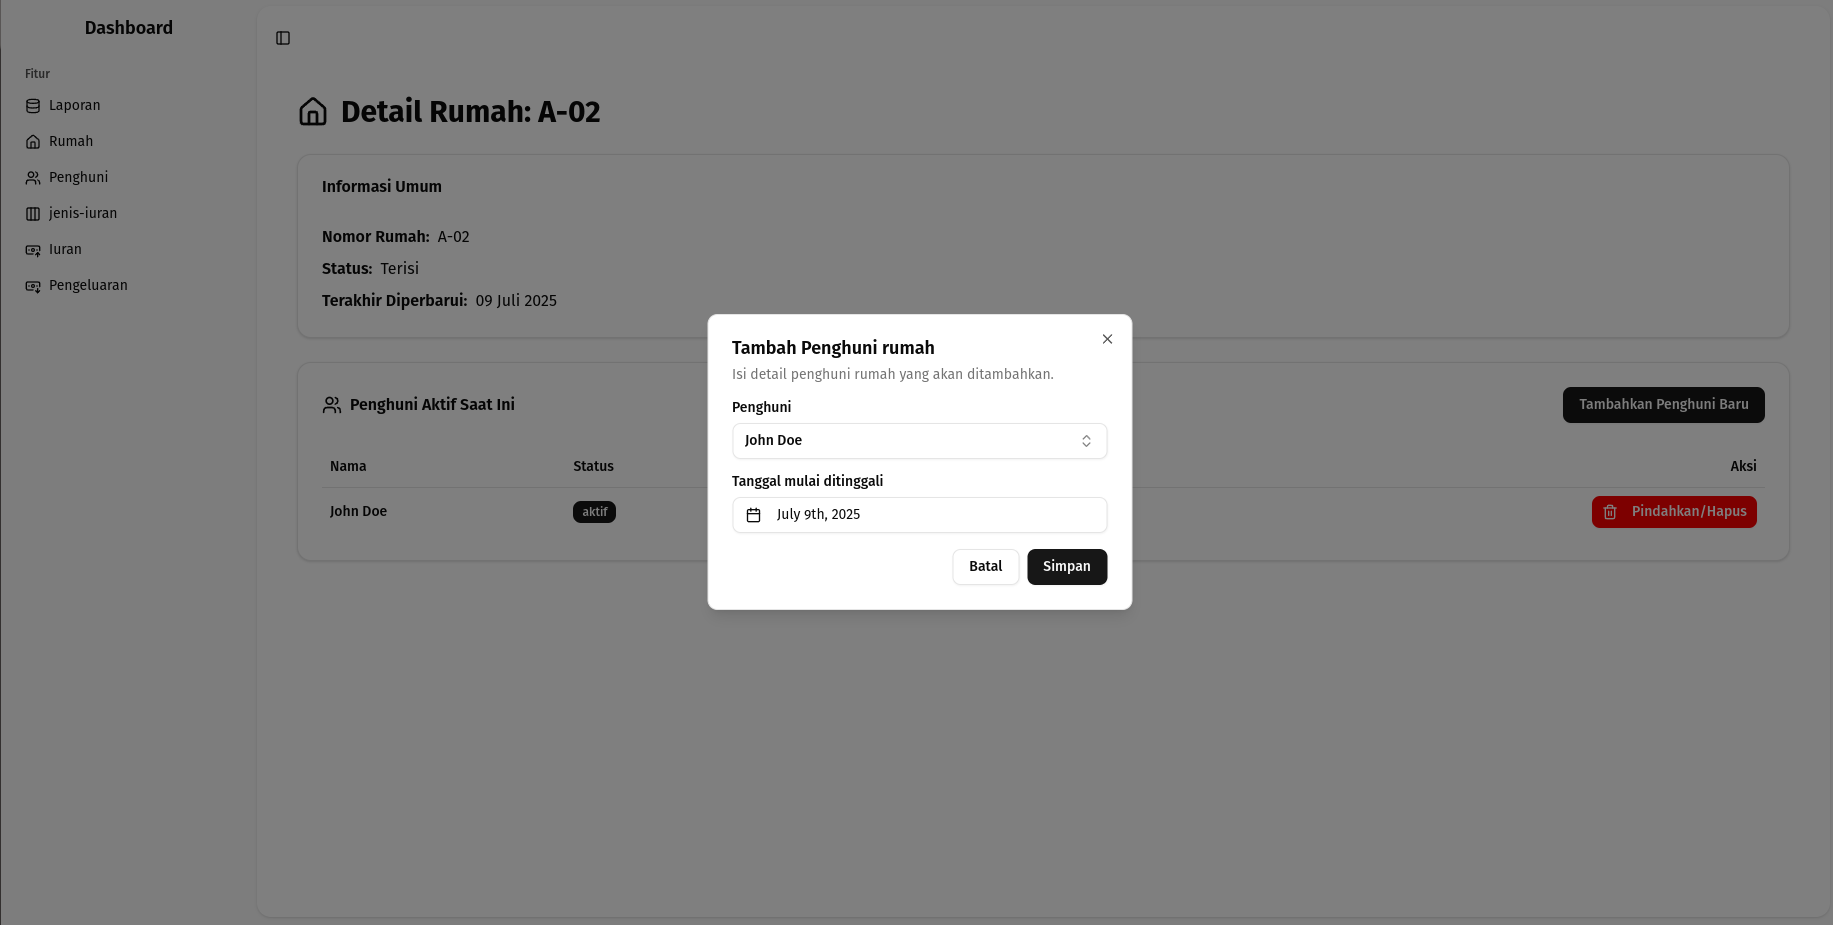 Dashboard
Fitur
Laporan
Rumah
Penghuni
jenis-iuran
Iuran
Pengeluaran
Detail Rumah: A-02
Informasi Umum
Nomor Rumah: A-02
Status: Terisi
Terakhir Diperbarui: 09 Juli 2025
Penghuni Aktif Saat Ini
Tambahkan Penghuni Baru
Nama Status Aksi
John Doe aktif Pindahkan/Hapus
Tambah Penghuni rumah
Isi detail penghuni rumah yang akan ditambahkan.
Penghuni
John Doe
Tanggal mulai ditinggali
July 9th, 2025
Batal Simpan